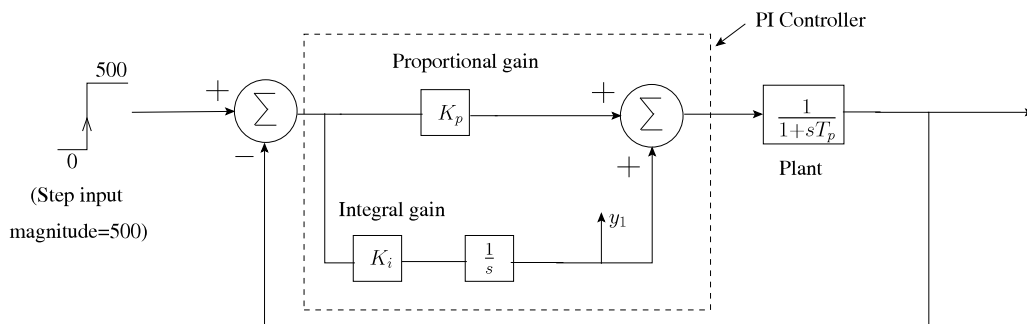 PI Controller
Proportional gain
500
+
+
∑
K_p
∑
1
1+sT_p
−
0
+
Plant
(Step input
magnitude=500)
Integral gain
y_1
K_i
1
s